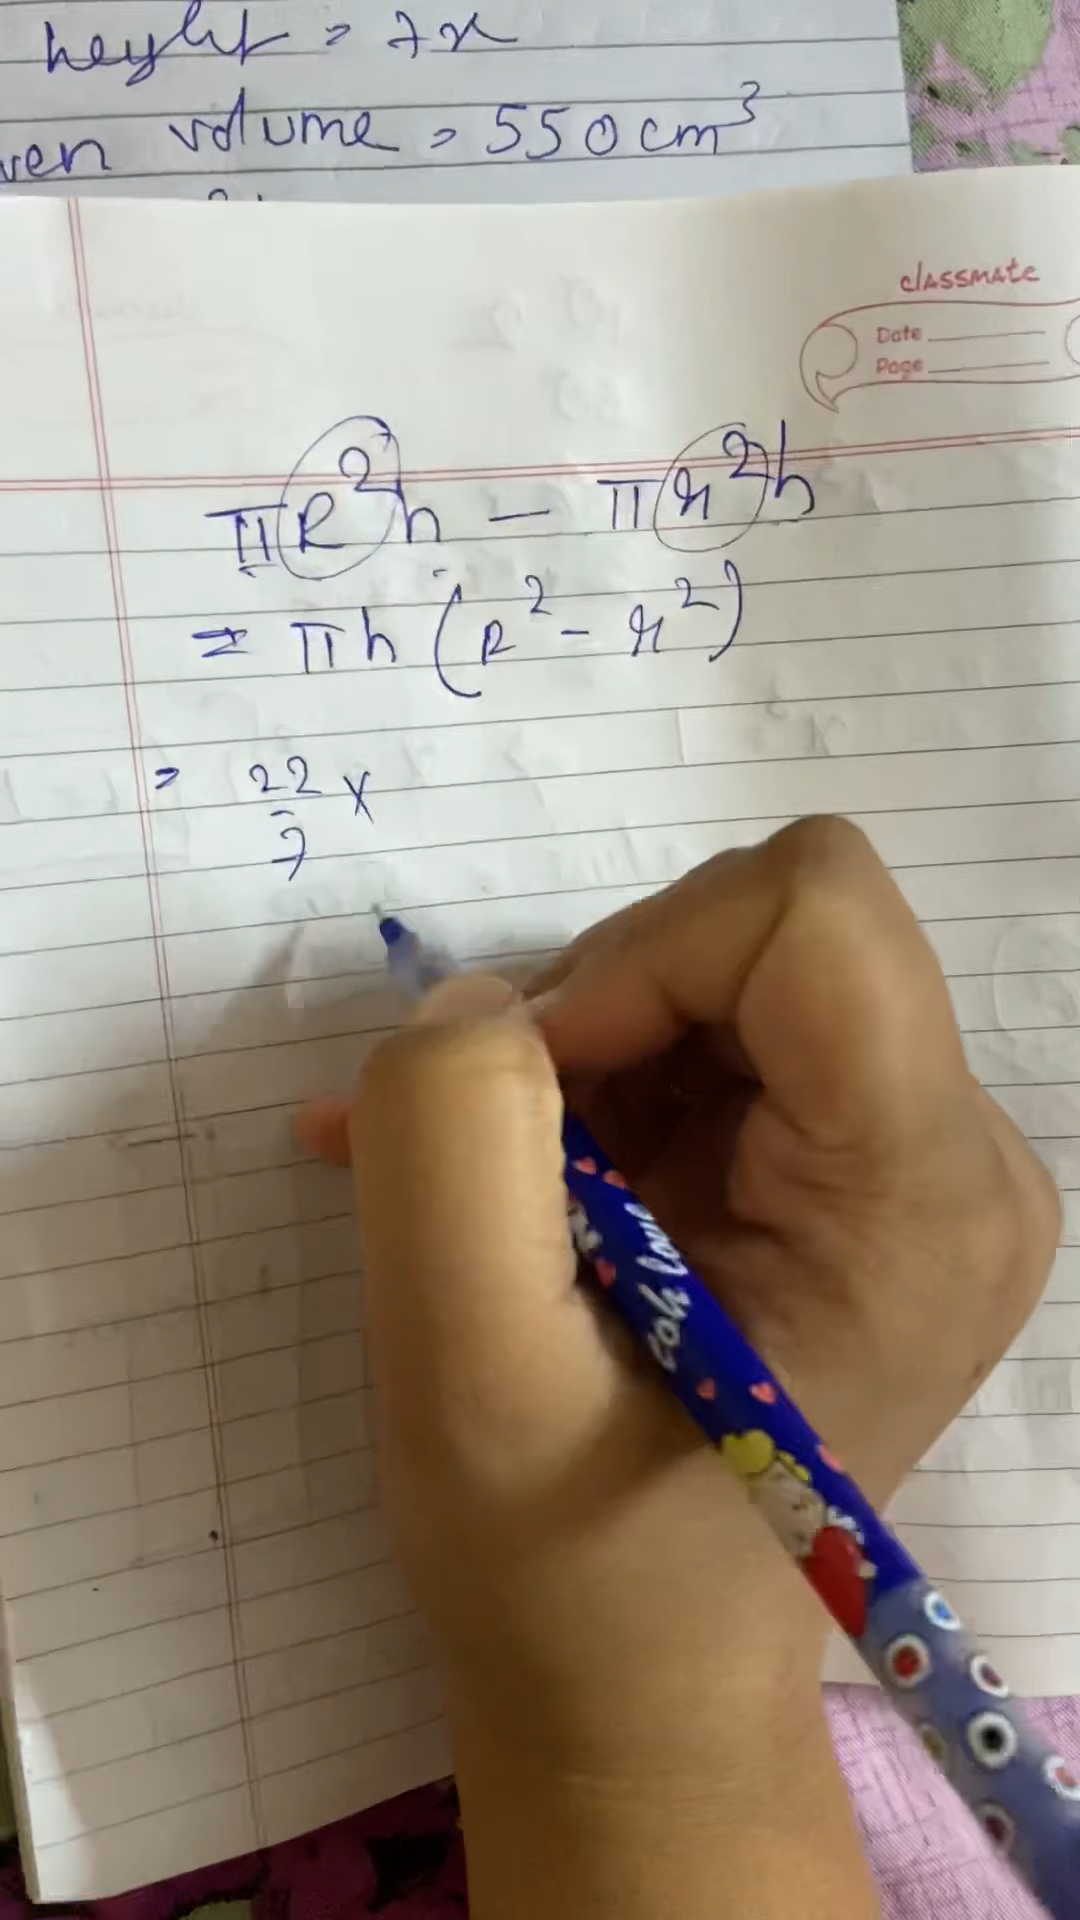 height = 7x
ven volume = 550 cm³
classmate
Date
Page
πR²h - πr²h
= πh (R² - r²)
= 22/7 ×